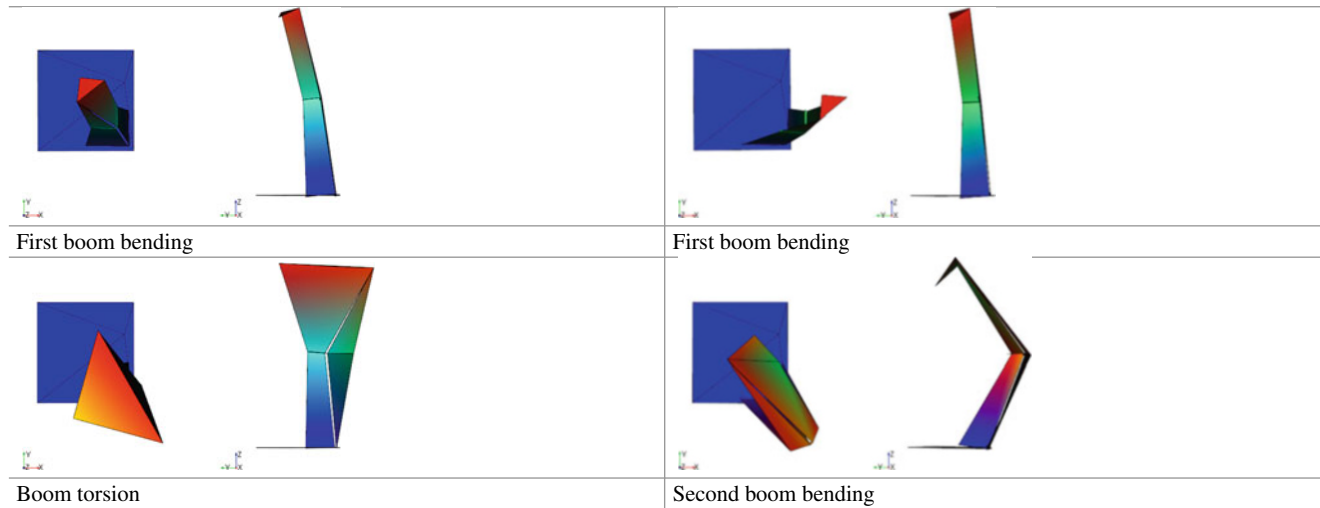 Y
Z X
Z
Y X
First boom bending
Y
Z X
Z
Y X
First boom bending
Y
Z X
Z
Y X
Boom torsion
Y
Z X
Z
Y X
Second boom bending